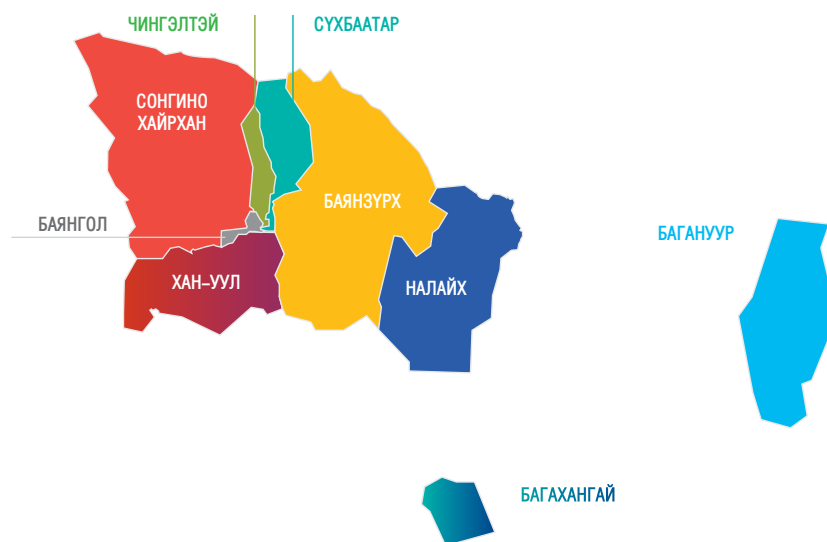 ЧИНГЭЛТЭЙ
СҮХБААТАР
СОНГИНО
ХАЙРХАН
БАЯНЗҮРХ
БАЯНГОЛ
БАГАНУУР
ХАН-УУЛ
НАЛАЙХ
БАГАХАНГАЙ